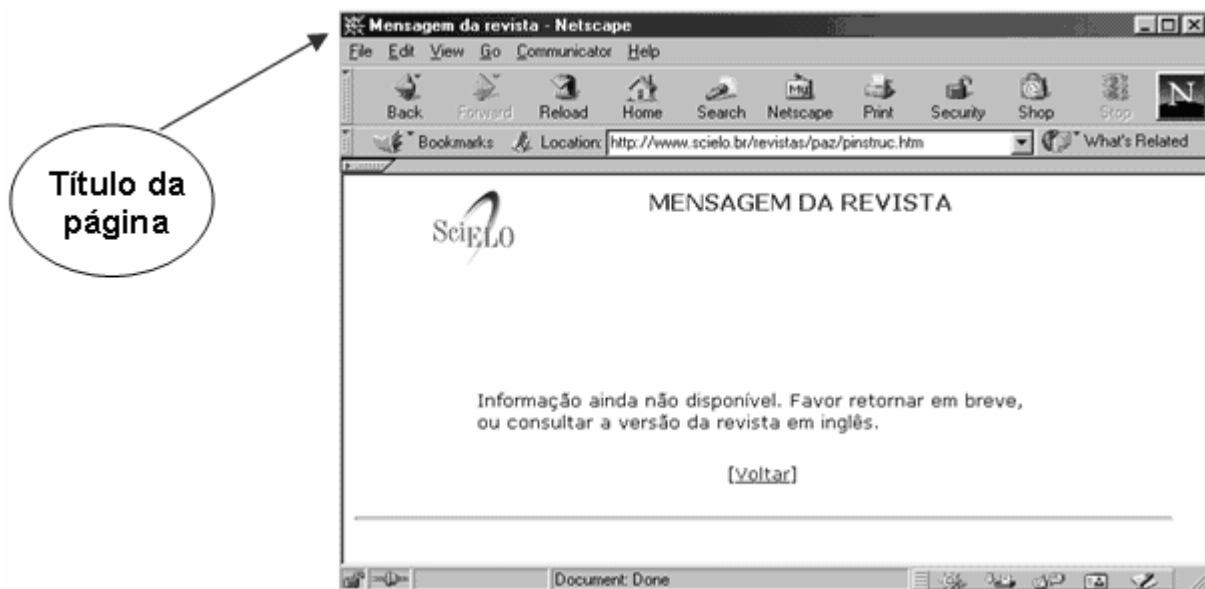 Título da
página
Mensagem da revista - Netscape
File Edit View Go Communicator Help
Back Forward Reload Home Search Netscape Print Security Shop Stop
My
N
Bookmarks Location: http://www.scielo.br/revistas/paz/pinstruc.htm What's Related
SciELO
MENSAGEM DA REVISTA
Informação ainda não disponível. Favor retornar em breve,
ou consultar a versão da revista em inglês.
[Voltar]
Document: Done